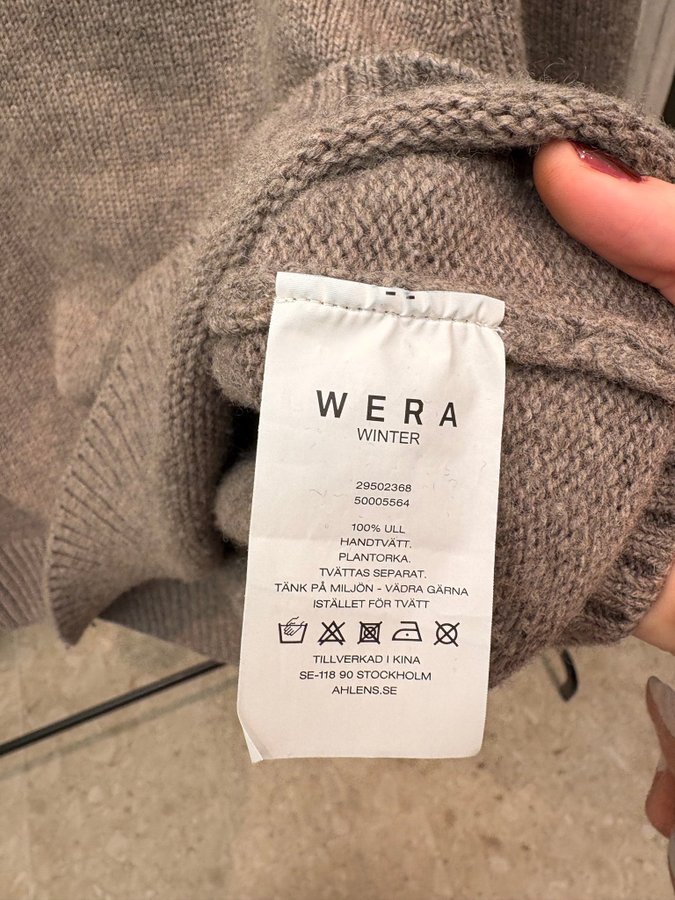 WERA
WINTER
29502368
50005564
100% ULL
HANDTVÄTT.
PLANTORKA.
TVÄTTAS SEPARAT.
TÄNK PÅ MILJÖN - VÄDRA GÄRNA
ISTÄLLET FÖR TVÄTT
TILLVERKAD I KINA
SE-118 90 STOCKHOLM
AHLENS.SE